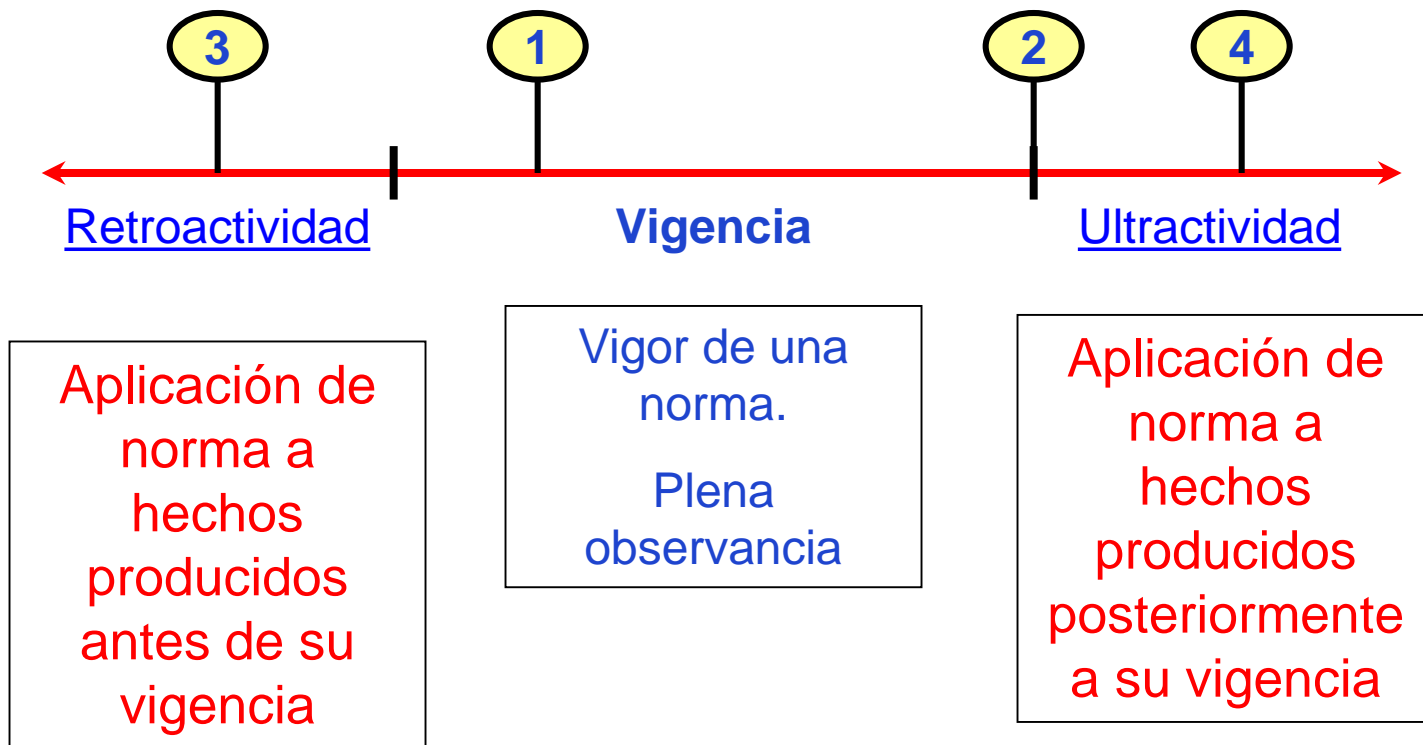 3
1
2
4
Retroactividad
Vigencia
Ultractividad
Aplicación de
norma a
hechos
producidos
antes de su
vigencia
Vigor de una
norma.
Plena
observancia
Aplicación de
norma a
hechos
producidos
posteriormente
a su vigencia